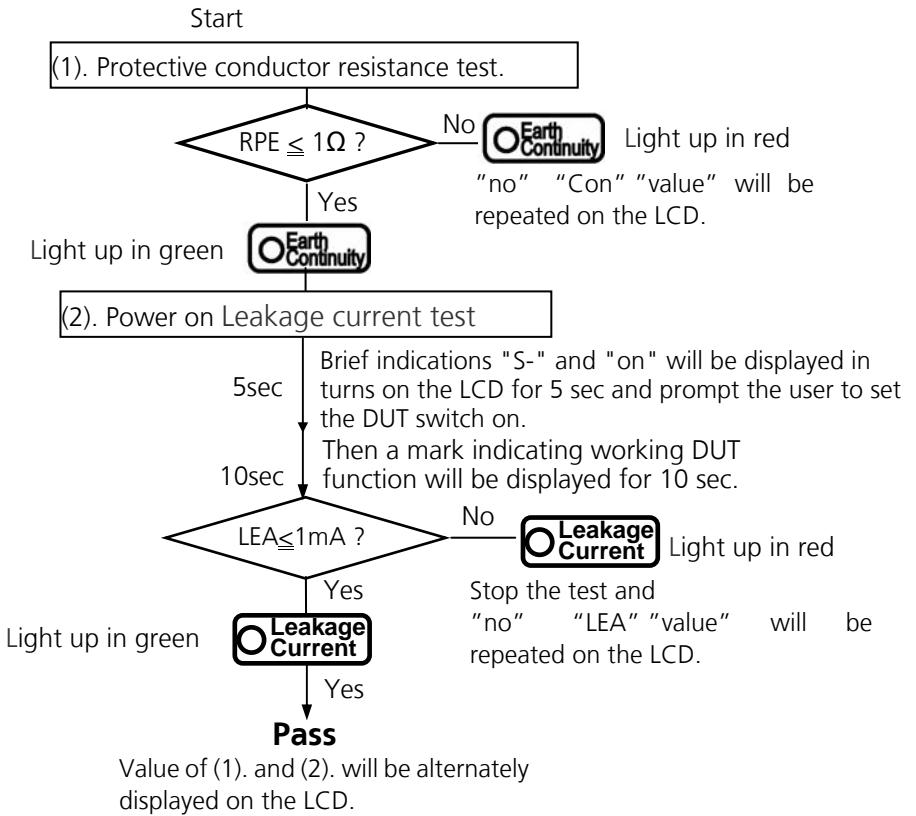 Start
(1). Protective conductor resistance test.
RPE ≤ 1Ω ?
No
Earth
Continuity
Light up in red
"no" "Con" "value" will be
repeated on the LCD.
Yes
Light up in green
Earth
Continuity
(2). Power on Leakage current test
5sec
Brief indications "S-" and "on" will be displayed in
turns on the LCD for 5 sec and prompt the user to set
the DUT switch on.
Then a mark indicating working DUT
function will be displayed for 10 sec.
10sec
LEA≤1mA ?
No
Leakage
Current
Light up in red
Stop the test and
"no" "LEA" "value" will be
repeated on the LCD.
Yes
Light up in green
Leakage
Current
Yes
Pass
Value of (1). and (2). will be alternately
displayed on the LCD.